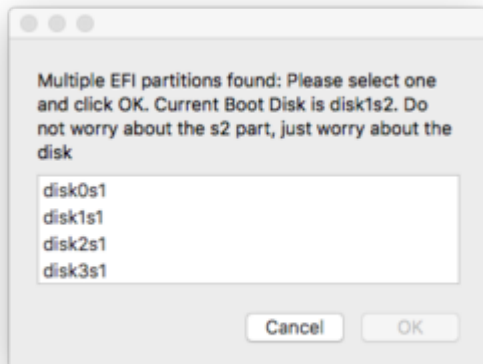 Multiple EFI partitions found: Please select one
and click OK. Current Boot Disk is disk1s2. Do
not worry about the s2 part, just worry about the
disk
disk0s1
disk1s1
disk2s1
disk3s1
Cancel
OK